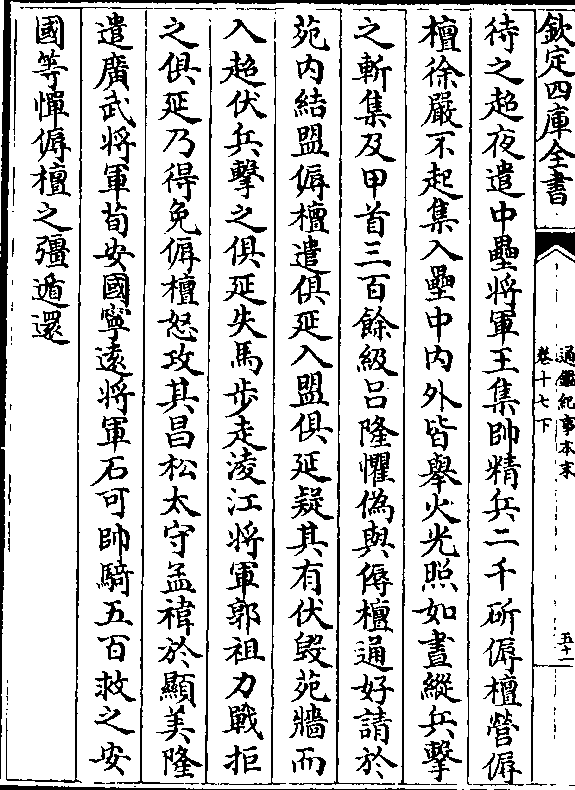 欽定四庫全書
通鑑紀事本末
卷十七下
五十一
待之超夜遣中壘將軍王集帥精兵二千斫傉檀營傉
檀徐嚴不起集入壘中內外皆舉火光照如晝縱兵擊
之斬集及甲首三百餘級呂隆懼偽與傉檀通好請於
苑內結盟傉檀遣俱延入盟俱延疑其有伏毀苑牆而
入超伏兵擊之俱延失馬步走淩江將軍郭祖力戰拒
之俱延乃得免傉檀怒攻其昌松太守孟禕於顯美隆
遣廣武將軍荀安國寧遠將軍石可帥騎五百救之安
國等憚傉檀之彊遁還